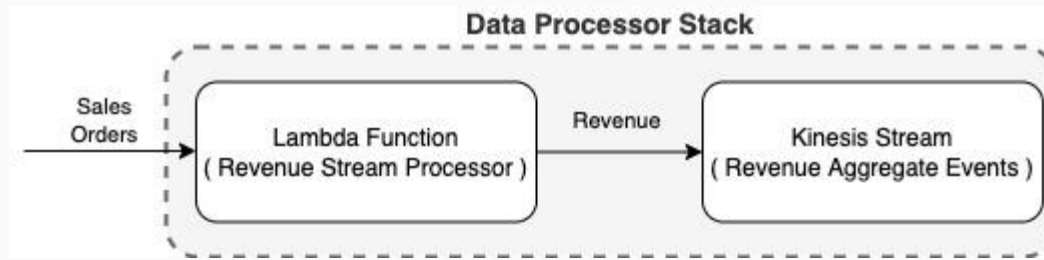 Data Processor Stack
Sales
Orders
Lambda Function
( Revenue Stream Processor )
Revenue
Kinesis Stream
( Revenue Aggregate Events )